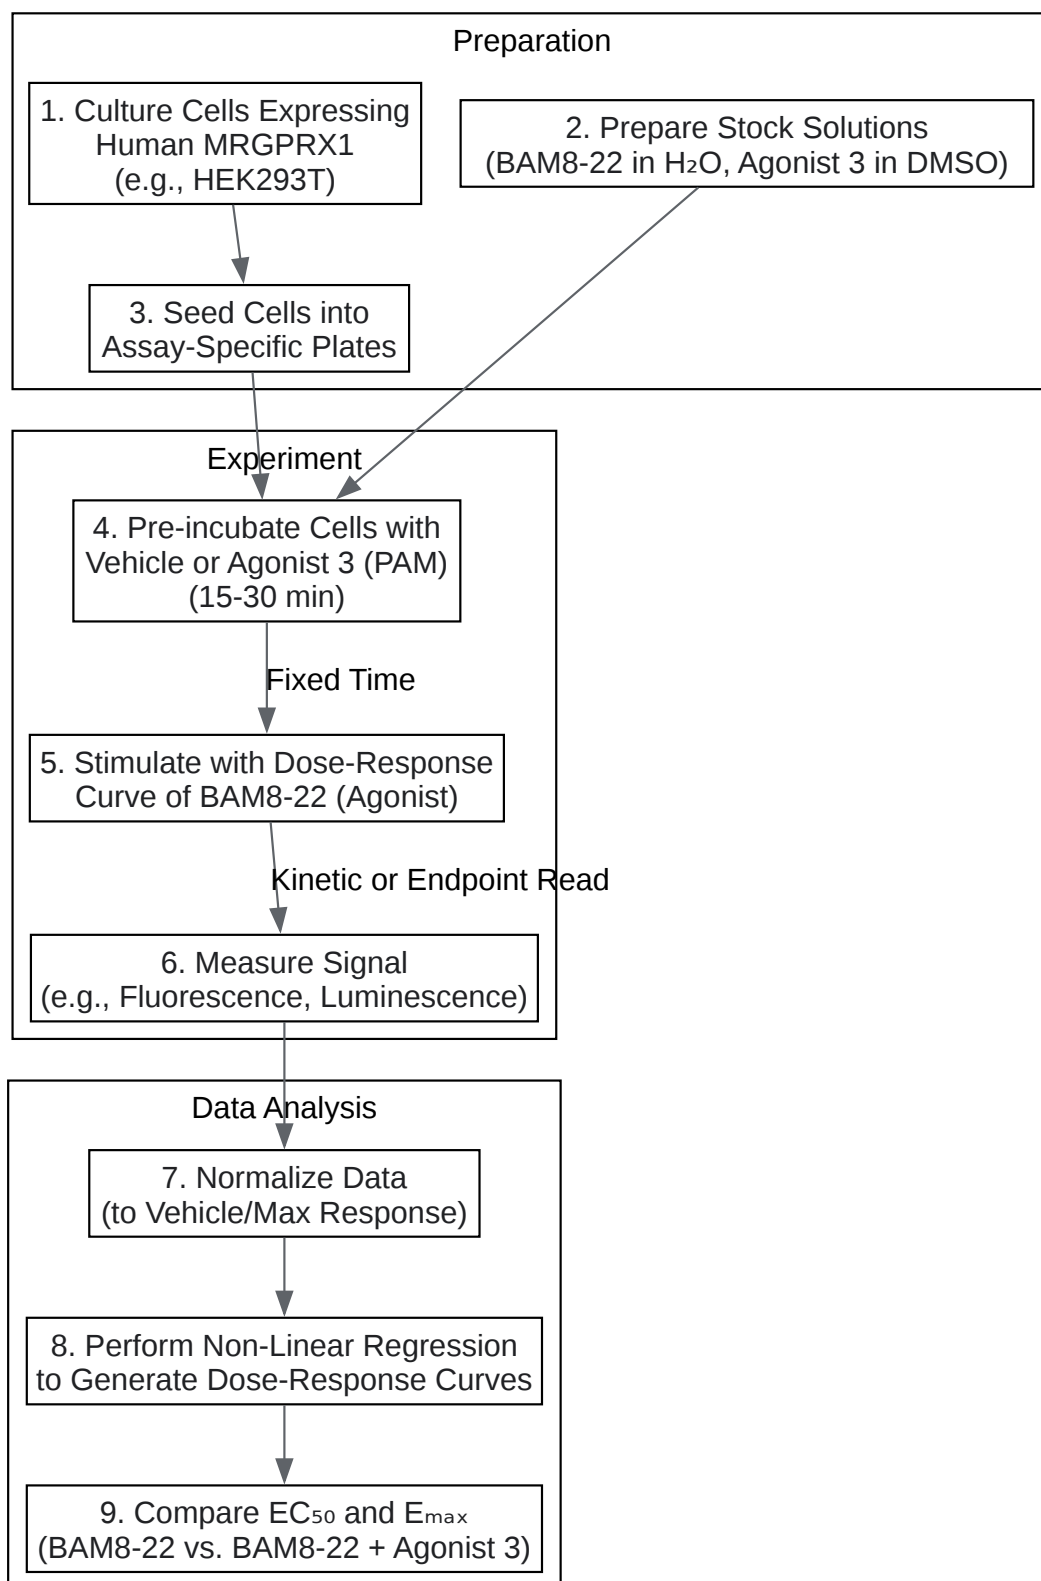 Preparation
1. Culture Cells Expressing
Human MRGPRX1
(e.g., HEK293T)
2. Prepare Stock Solutions
(BAM8-22 in H₂O, Agonist 3 in DMSO)
3. Seed Cells into
Assay-Specific Plates
Experiment
4. Pre-incubate Cells with
Vehicle or Agonist 3 (PAM)
(15-30 min)
Fixed Time
5. Stimulate with Dose-Response
Curve of BAM8-22 (Agonist)
Kinetic or Endpoint Read
6. Measure Signal
(e.g., Fluorescence, Luminescence)
Data Analysis
7. Normalize Data
(to Vehicle/Max Response)
8. Perform Non-Linear Regression
to Generate Dose-Response Curves
9. Compare EC₅₀ and Eₘₐₓ
(BAM8-22 vs. BAM8-22 + Agonist 3)